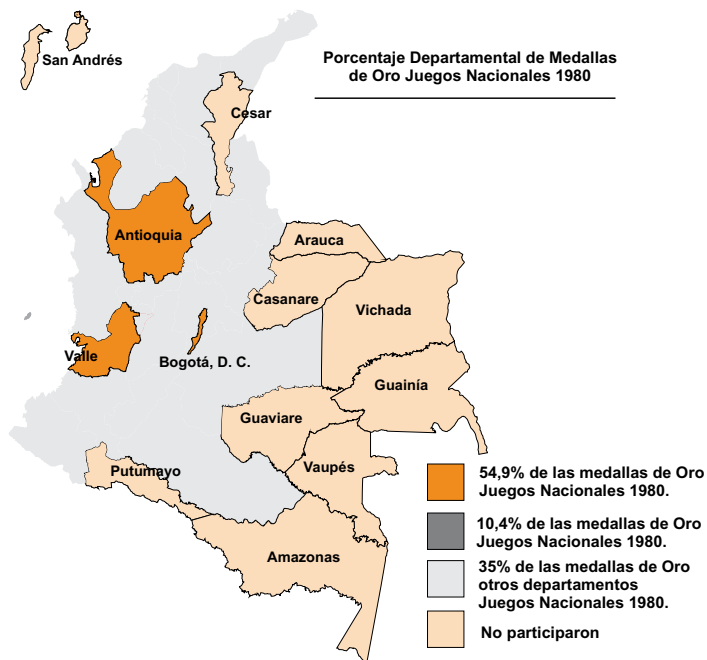 Porcentaje Departamental de Medallas
de Oro Juegos Nacionales 1980
San Andrés
Cesar
Antioquia
Arauca
Casanare
Vichada
Valle
Bogotá, D. C.
Guainía
Guaviare
Vaupés
Putumayo
Amazonas
54,9% de las medallas de Oro
Juegos Nacionales 1980.
10,4% de las medallas de Oro
Juegos Nacionales 1980.
35% de las medallas de Oro
otros departamentos
Juegos Nacionales 1980.
No participaron